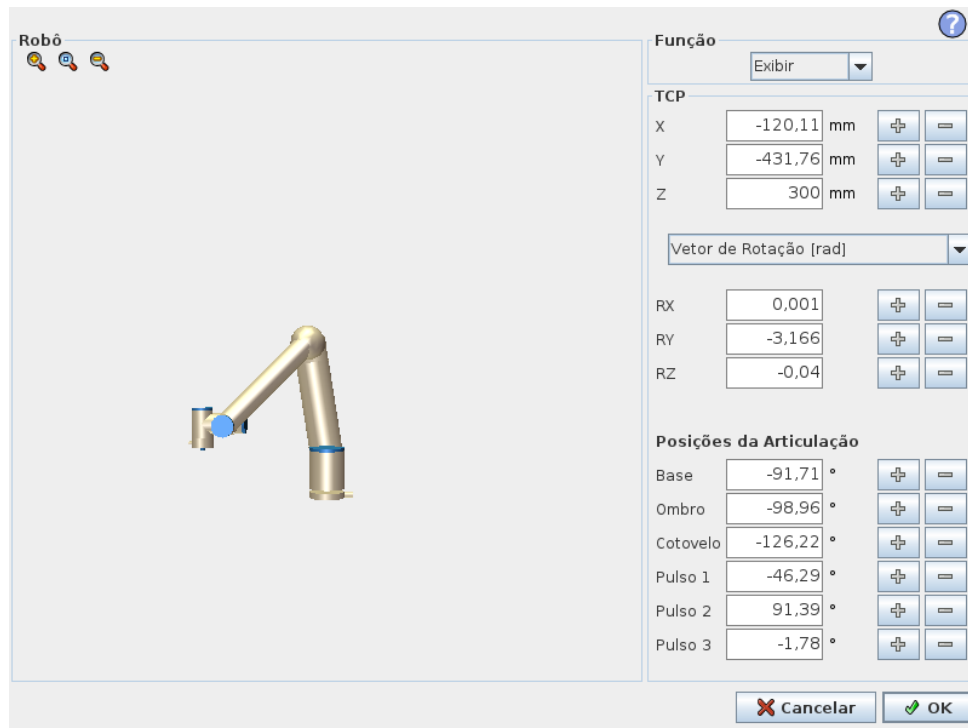 Robô
?
Função
Exibir
TCP
X -120,11 mm
Y -431,76 mm
Z 300 mm
Vetor de Rotação [rad]
RX 0,001
RY -3,166
RZ -0,04
Posições da Articulação
Base -91,71 °
Ombro -98,96 °
Cotovelo -126,22 °
Pulso 1 -46,29 °
Pulso 2 91,39 °
Pulso 3 -1,78 °
Cancelar
OK